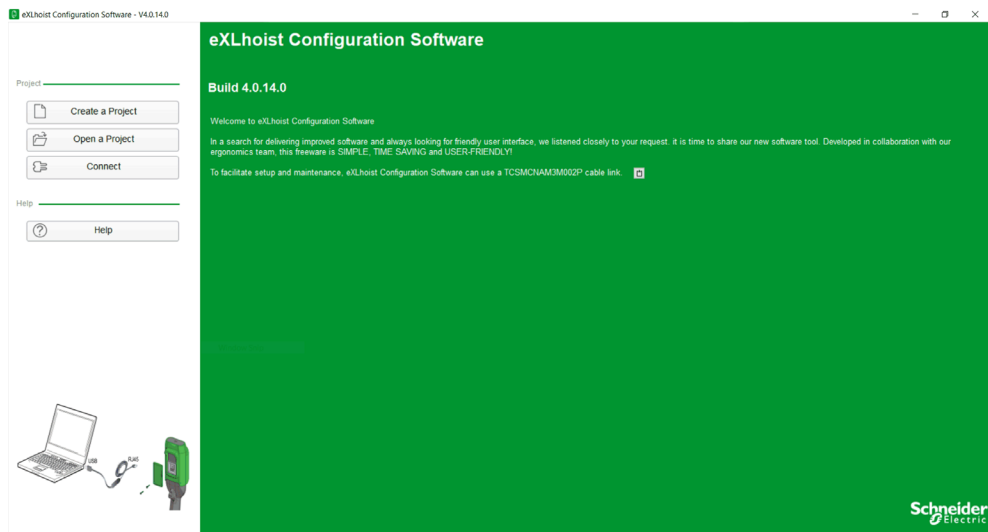 eXLhoist Configuration Software - V4.0.14.0
Project
Create a Project
Open a Project
Connect
Help
Help
USB
RJ45
eXLhoist Configuration Software
Build 4.0.14.0
Welcome to eXLhoist Configuration Software
In a search for delivering improved software and always looking for friendly user interface, we listened closely to your request. it is time to share our new software tool. Developed in collaboration with our
ergonomics team, this freeware is SIMPLE, TIME SAVING and USER-FRIENDLY!
To facilitate setup and maintenance, eXLhoist Configuration Software can use a TCSMCNAM3M002P cable link.
Schneider
Electric